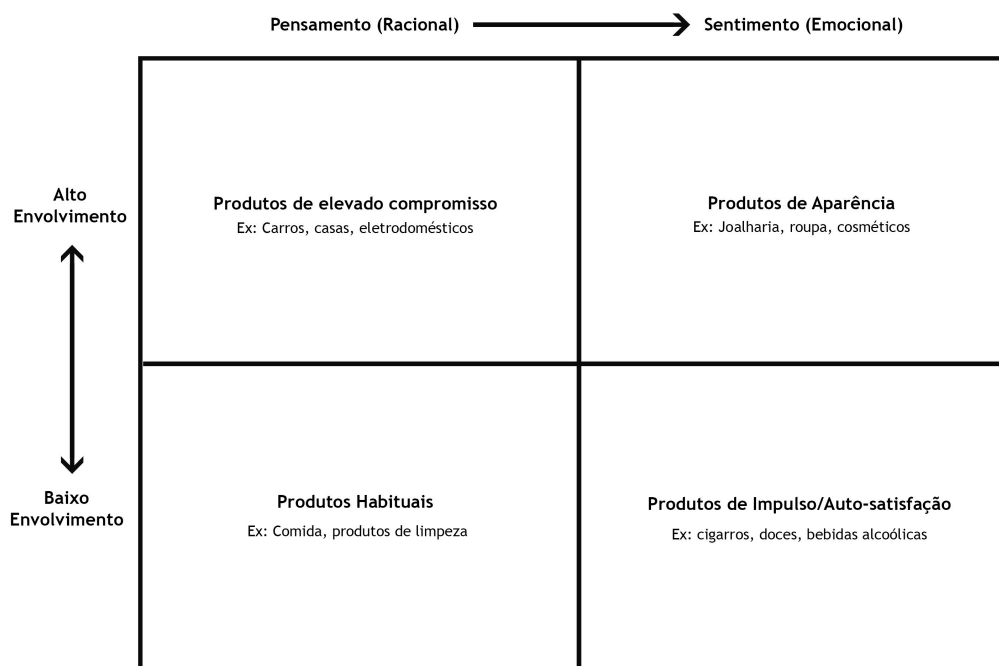 Pensamento (Racional)
Sentimento (Emocional)
Alto
Envolvimento
Produtos de elevado compromisso
Ex: Carros, casas, eletrodomésticos
Produtos de Aparência
Ex: Joalharia, roupa, cosméticos
Baixo
Envolvimento
Produtos Habituais
Ex: Comida, produtos de limpeza
Produtos de Impulso/Auto-satisfação
Ex: cigarros, doces, bebidas alcoólicas